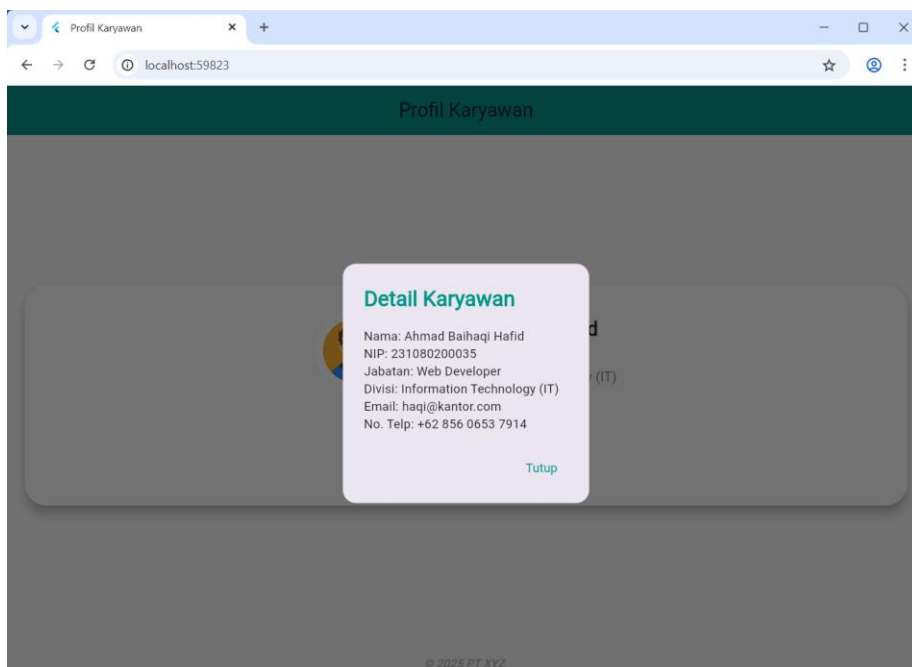 Profil Karyawan
localhost:59823
Profil Karyawan
Detail Karyawan
Nama: Ahmad Baihaqi Hafid
NIP: 231080200035
Jabatan: Web Developer
Divisi: Information Technology (IT)
Email: haqi@kantor.com
No. Telp: +62 856 0653 7914
Tutup
d
(IT)
© 2025 PT XYZ